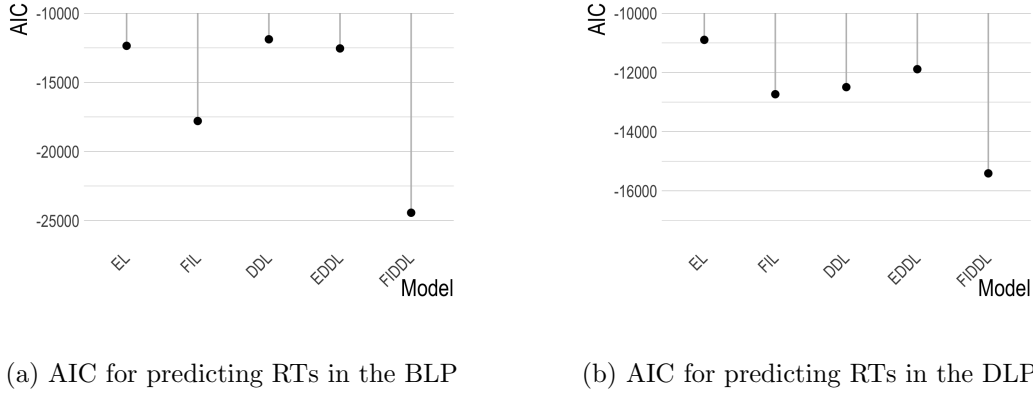 AIC
-10000
-15000
-20000
-25000
EL
FIL
DDL
EDDL
FIDDL
Model
(a) AIC for predicting RTs in the BLP
AIC
-10000
-12000
-14000
-16000
EL
FIL
DDL
EDDL
FIDDL
Model
(b) AIC for predicting RTs in the DLP